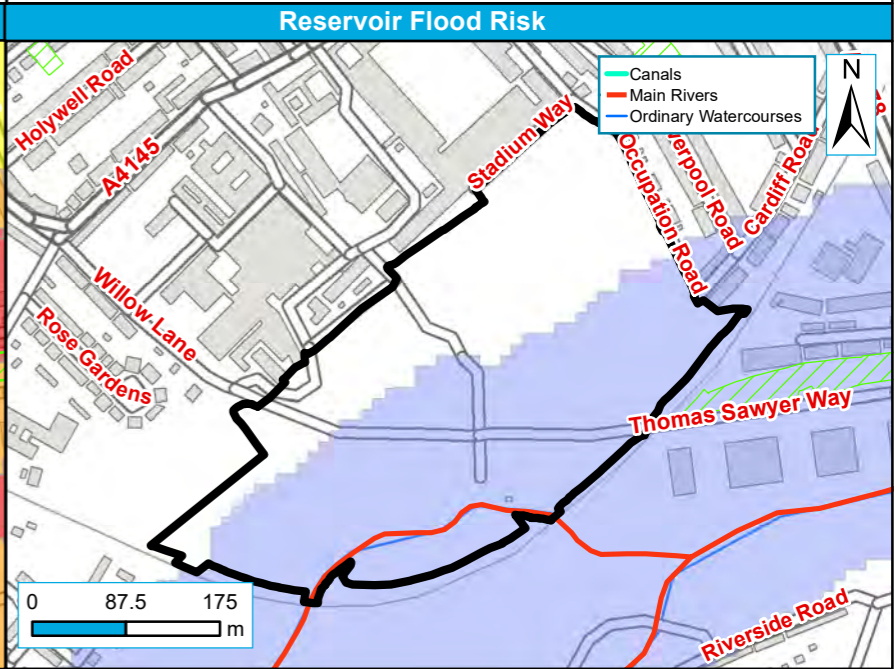 Reservoir Flood Risk
Canals
Main Rivers
Ordinary Watercourses
N
Holywell Road
A4145
Stadium Way
Occupation Road
Cardiff Road
Willow Lane
Rose Gardens
Thomas Sawyer Way
Riverside Road
0 87.5 175
m